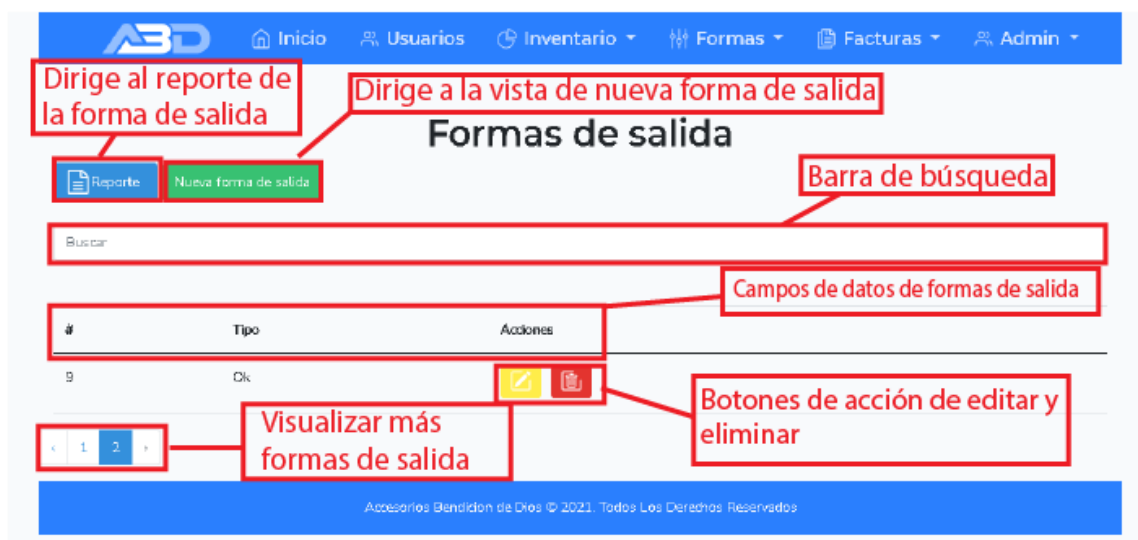 ABD Inicio Usuarios Inventario Formas Facturas Admin
Dirige al reporte de
la forma de salida
Dirige a la vista de nueva forma de salida
Formas de salida
Reporte
Nueva forma de salida
Barra de búsqueda
Buscar
Campos de datos de formas de salida
# Tipo Acciones
9 Ok
Botones de acción de editar y
eliminar
Visualizar más
formas de salida
‹ 1 2 ›
Accesorios Bendicion de Dios © 2021. Todos Los Derechos Reservados